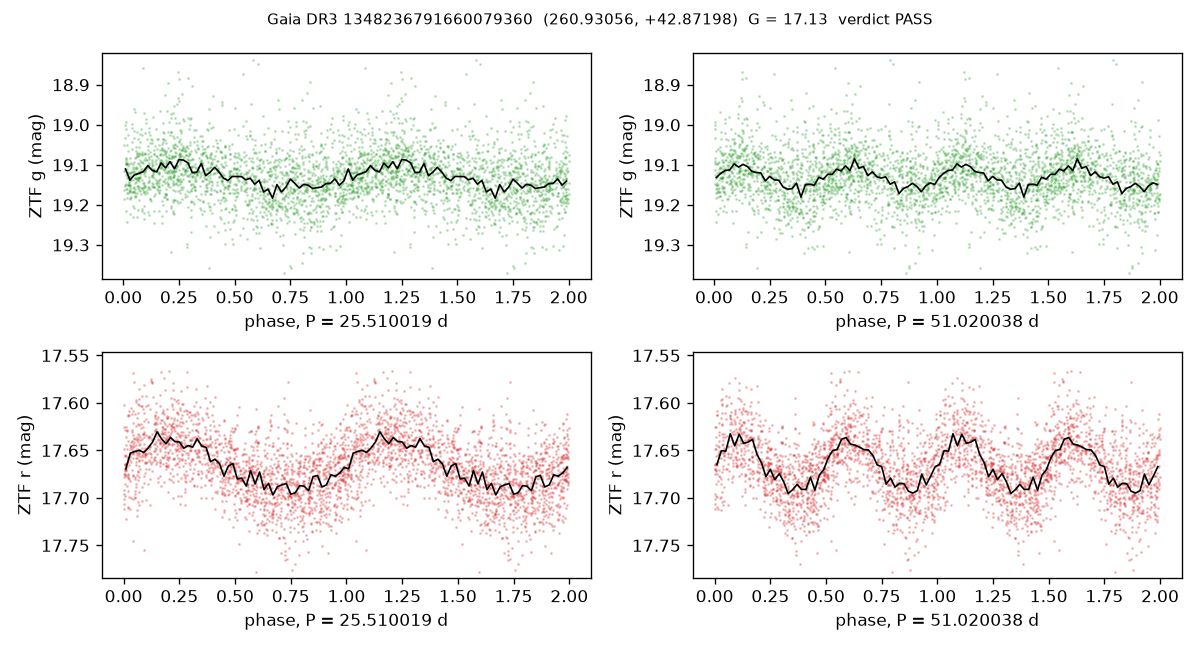 Gaia DR3 1348236791660079360 (260.93056, +42.87198) G = 17.13 verdict PASS
ZTF g (mag)
18.9
19.0
19.1
19.2
19.3
0.00 0.25 0.50 0.75 1.00 1.25 1.50 1.75 2.00
phase, P = 25.510019 d
ZTF g (mag)
18.9
19.0
19.1
19.2
19.3
0.00 0.25 0.50 0.75 1.00 1.25 1.50 1.75 2.00
phase, P = 51.020038 d
ZTF r (mag)
17.55
17.60
17.65
17.70
17.75
0.00 0.25 0.50 0.75 1.00 1.25 1.50 1.75 2.00
phase, P = 25.510019 d
ZTF r (mag)
17.55
17.60
17.65
17.70
17.75
0.00 0.25 0.50 0.75 1.00 1.25 1.50 1.75 2.00
phase, P = 51.020038 d